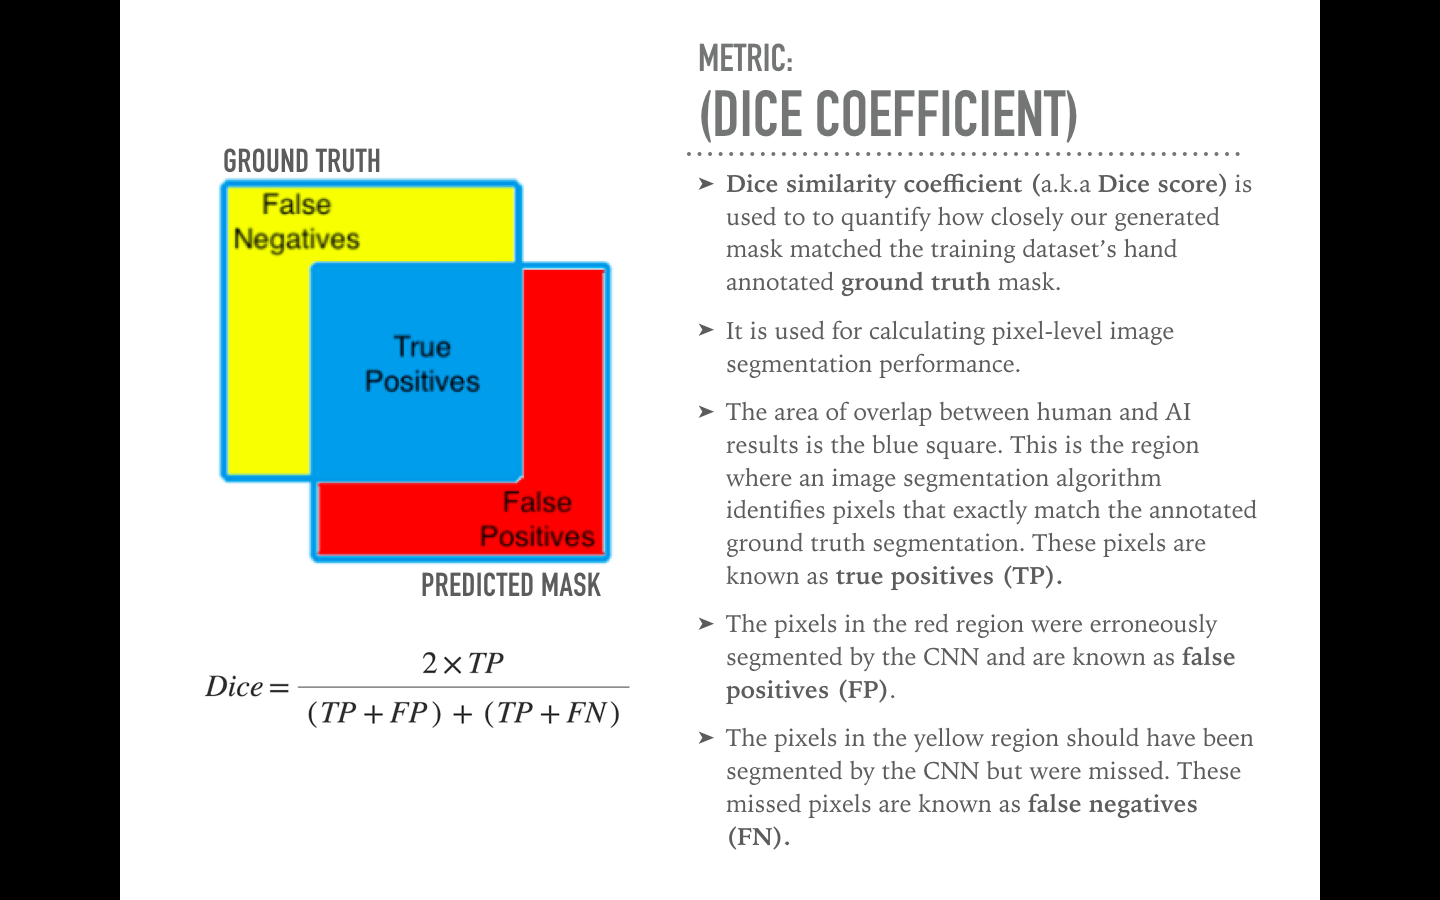 METRIC:
(DICE COEFFICIENT)
GROUND TRUTH
False
Negatives
True
Positives
False
Positives
PREDICTED MASK
Dice = 2 × TP / (TP + FP) + (TP + FN)
➤ Dice similarity coefficient (a.k.a Dice score) is
used to to quantify how closely our generated
mask matched the training dataset’s hand
annotated ground truth mask.
➤ It is used for calculating pixel-level image
segmentation performance.
➤ The area of overlap between human and AI
results is the blue square. This is the region
where an image segmentation algorithm
identifies pixels that exactly match the annotated
ground truth segmentation. These pixels are
known as true positives (TP).
➤ The pixels in the red region were erroneously
segmented by the CNN and are known as false
positives (FP).
➤ The pixels in the yellow region should have been
segmented by the CNN but were missed. These
missed pixels are known as false negatives
(FN).